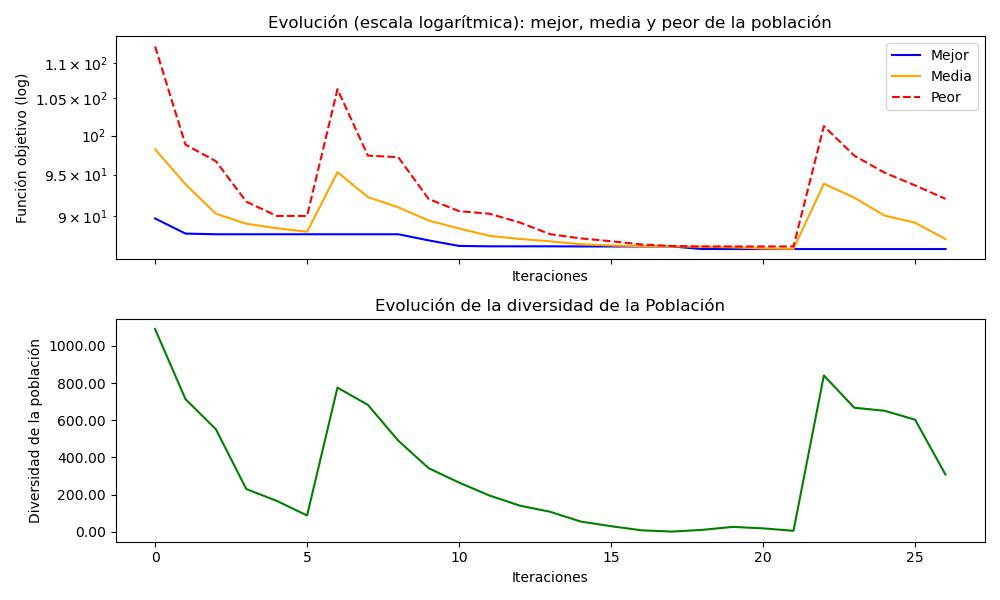 Evolución (escala logarítmica): mejor, media y peor de la población
Función objetivo (log)
1.1 × 10²
1.05 × 10²
10²
9.5 × 10¹
9 × 10¹
Mejor
Media
Peor
Iteraciones
Evolución de la diversidad de la Población
Diversidad de la población
1000.00
800.00
600.00
400.00
200.00
0.00
0 5 10 15 20 25
Iteraciones